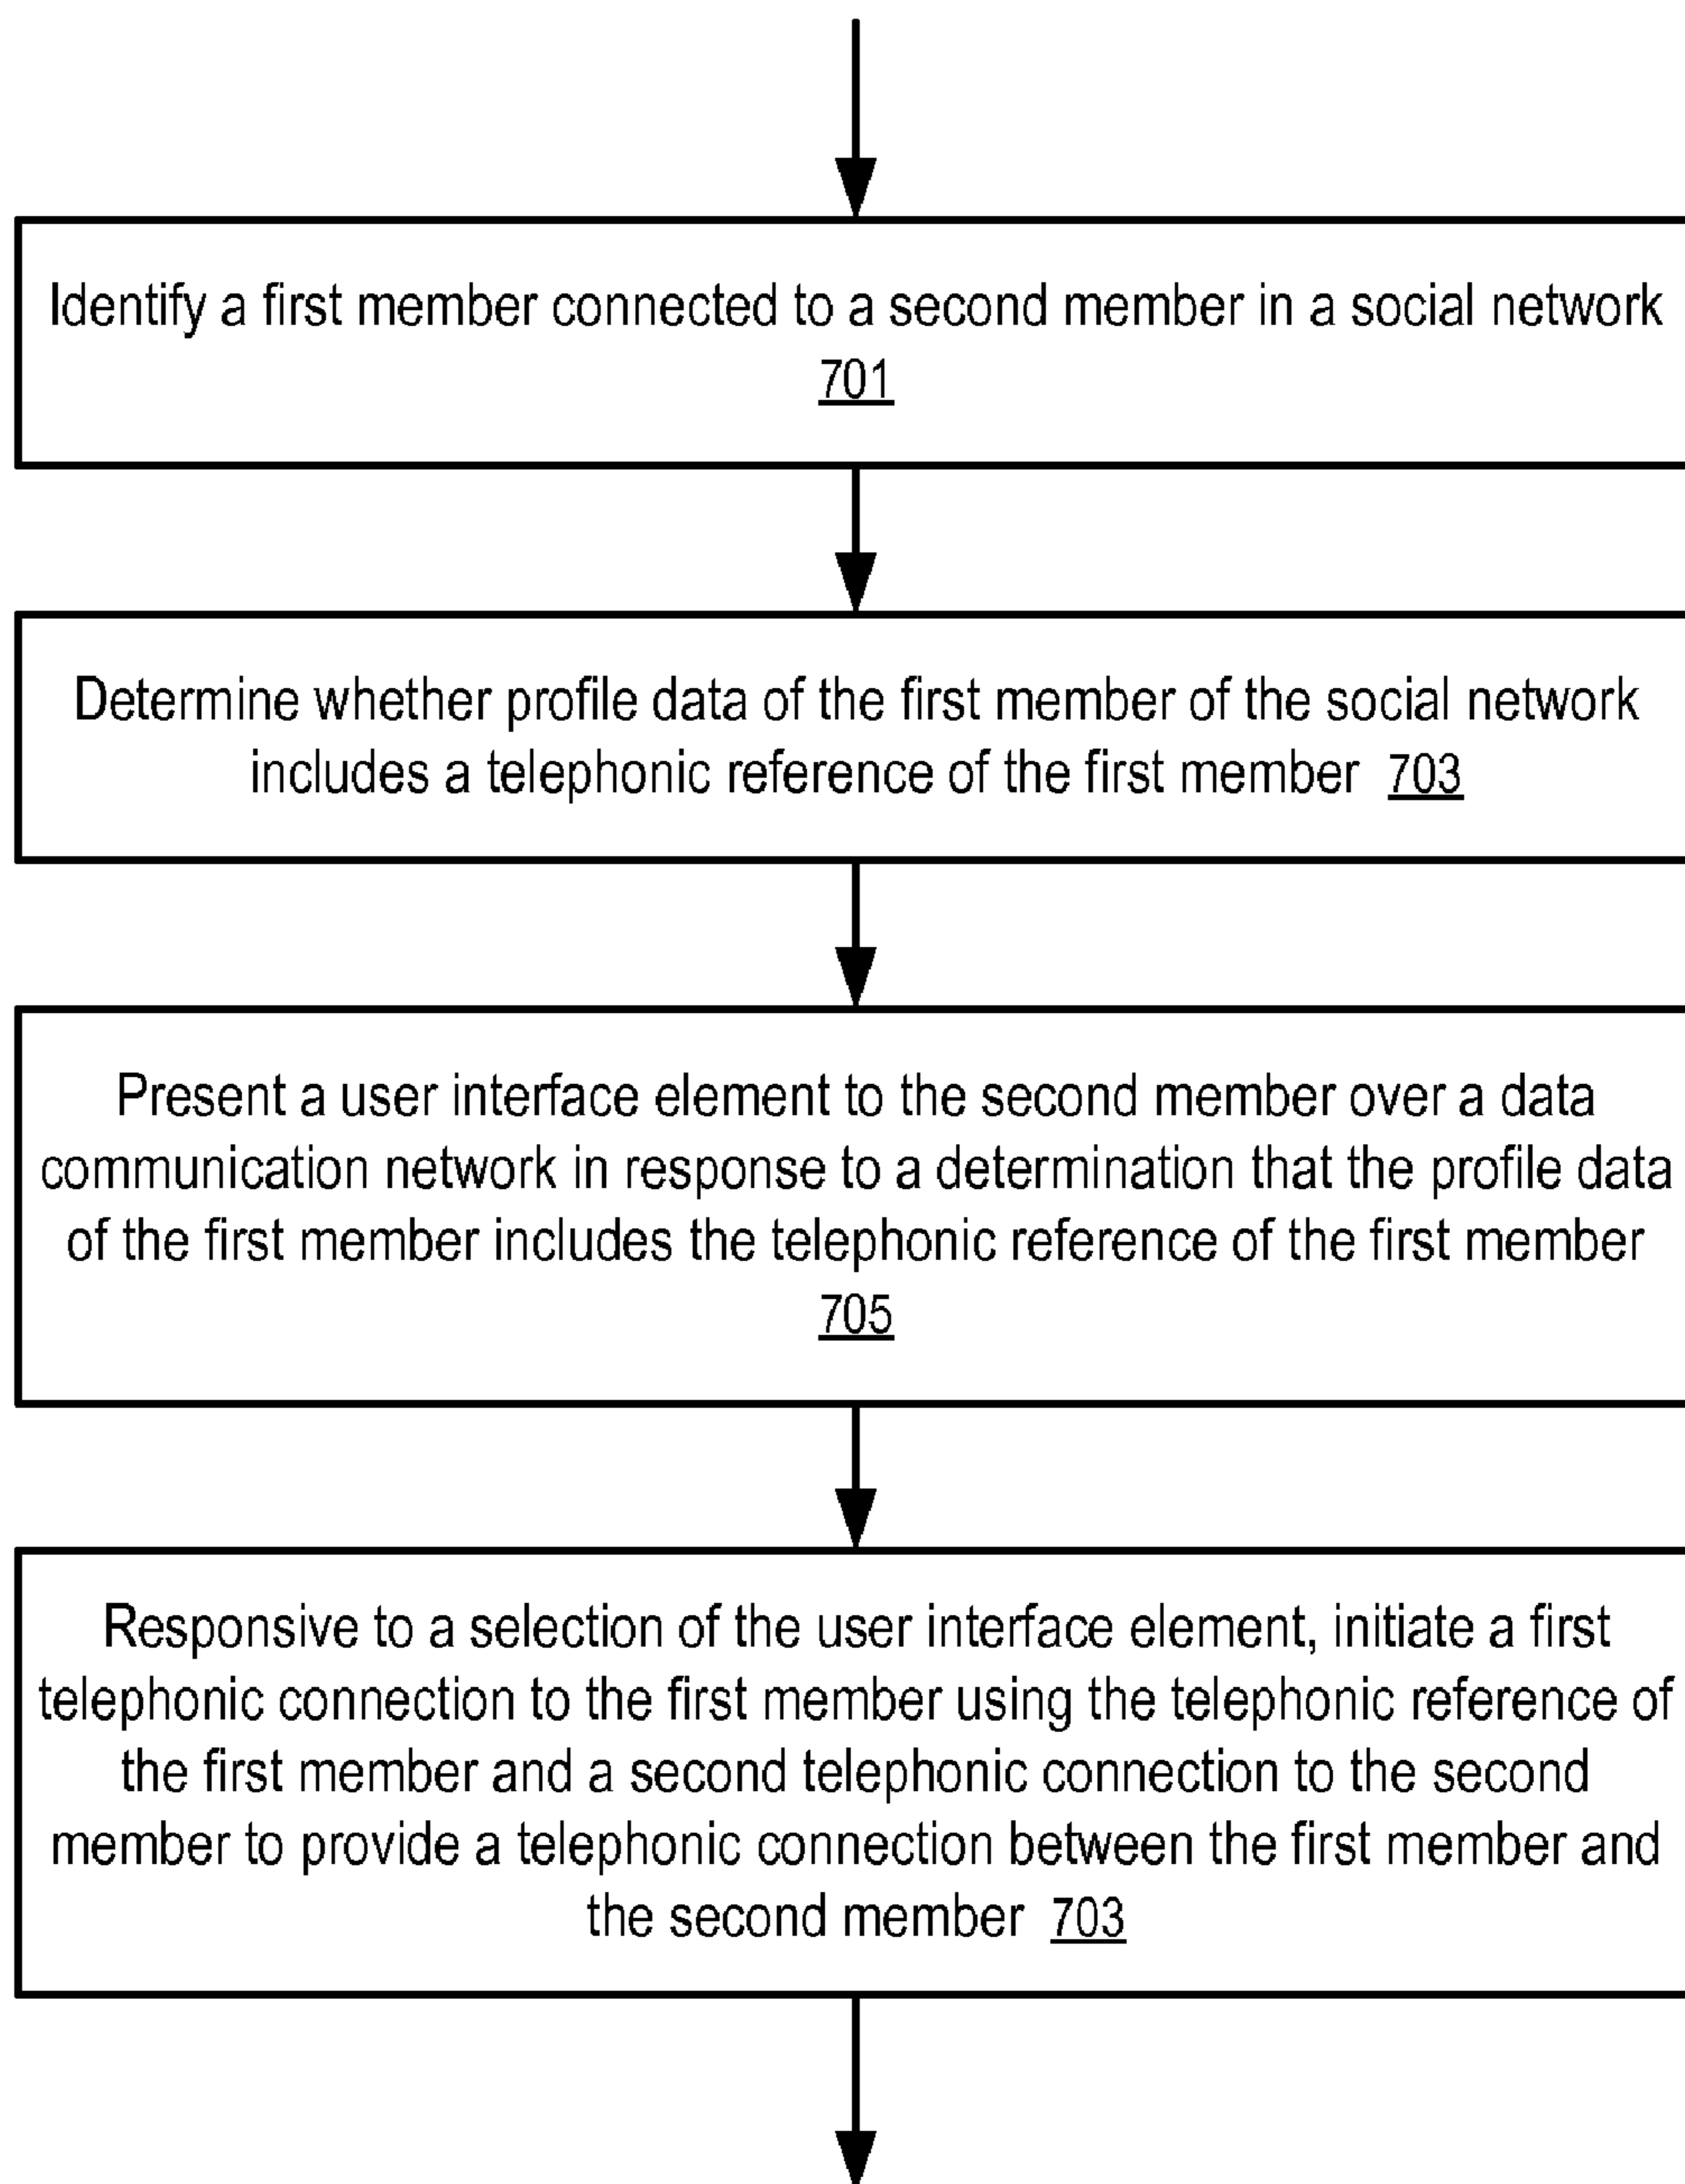 Identify a first member connected to a second member in a social network
701
Determine whether profile data of the first member of the social network
includes a telephonic reference of the first member 703
Present a user interface element to the second member over a data
communication network in response to a determination that the profile data
of the first member includes the telephonic reference of the first member
705
Responsive to a selection of the user interface element, initiate a first
telephonic connection to the first member using the telephonic reference of
the first member and a second telephonic connection to the second
member to provide a telephonic connection between the first member and
the second member 703